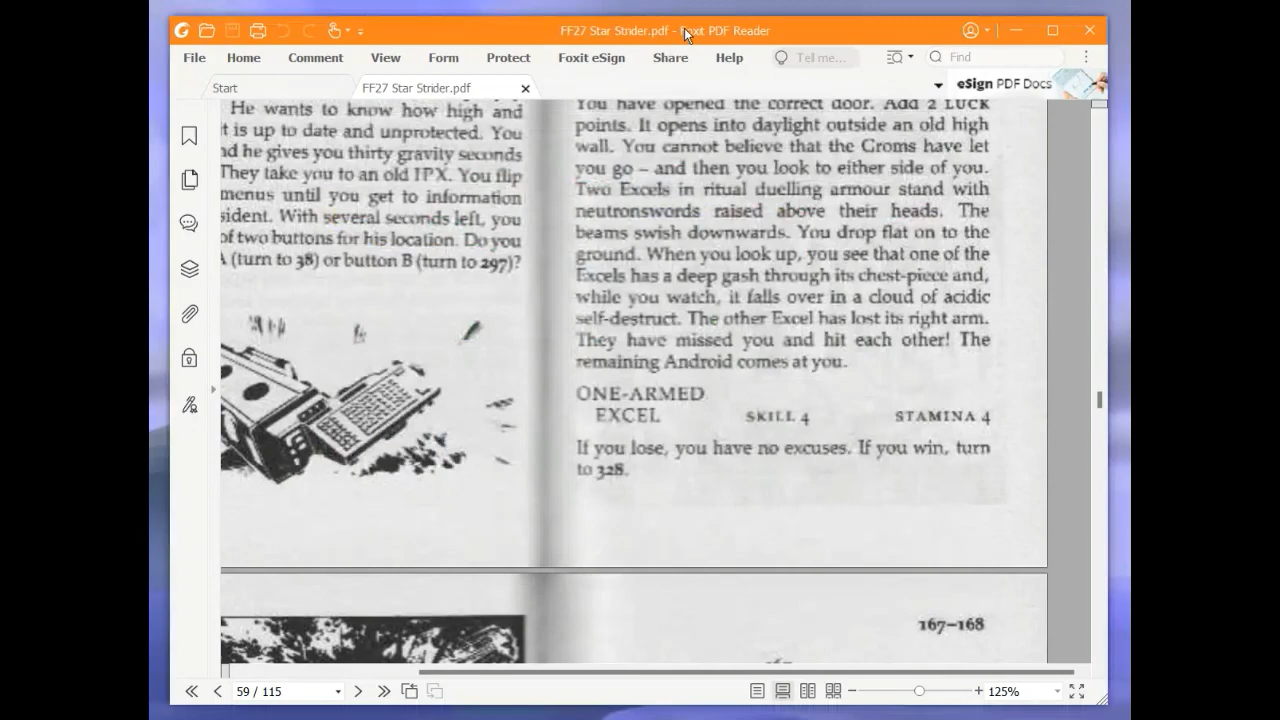 FF27 Star Strider.pdf - Foxit PDF Reader
File Home Comment View Form Protect Foxit eSign Share Help Tell me... Find
Start FF27 Star Strider.pdf eSign PDF Docs
He wants to know how high and
t is up to date and unprotected. You
nd he gives you thirty gravity seconds
They take you to an old IPX. You flip
menus until you get to information
sident. With several seconds left, you
of two buttons for his location. Do you
A (turn to 38) or button B (turn to 297)?
You have opened the correct door. Add 2 LUCK
points. It opens into daylight outside an old high
wall. You cannot believe that the Croms have let
you go – and then you look to either side of you.
Two Excels in ritual duelling armour stand with
neutronswords raised above their heads. The
beams swish downwards. You drop flat on to the
ground. When you look up, you see that one of the
Excels has a deep gash through its chest-piece and,
while you watch, it falls over in a cloud of acidic
self-destruct. The other Excel has lost its right arm.
They have missed you and hit each other! The
remaining Android comes at you.
ONE-ARMED
EXCEL SKILL 4 STAMINA 4
If you lose, you have no excuses. If you win, turn
to 328.
167–168
59 / 115 125%